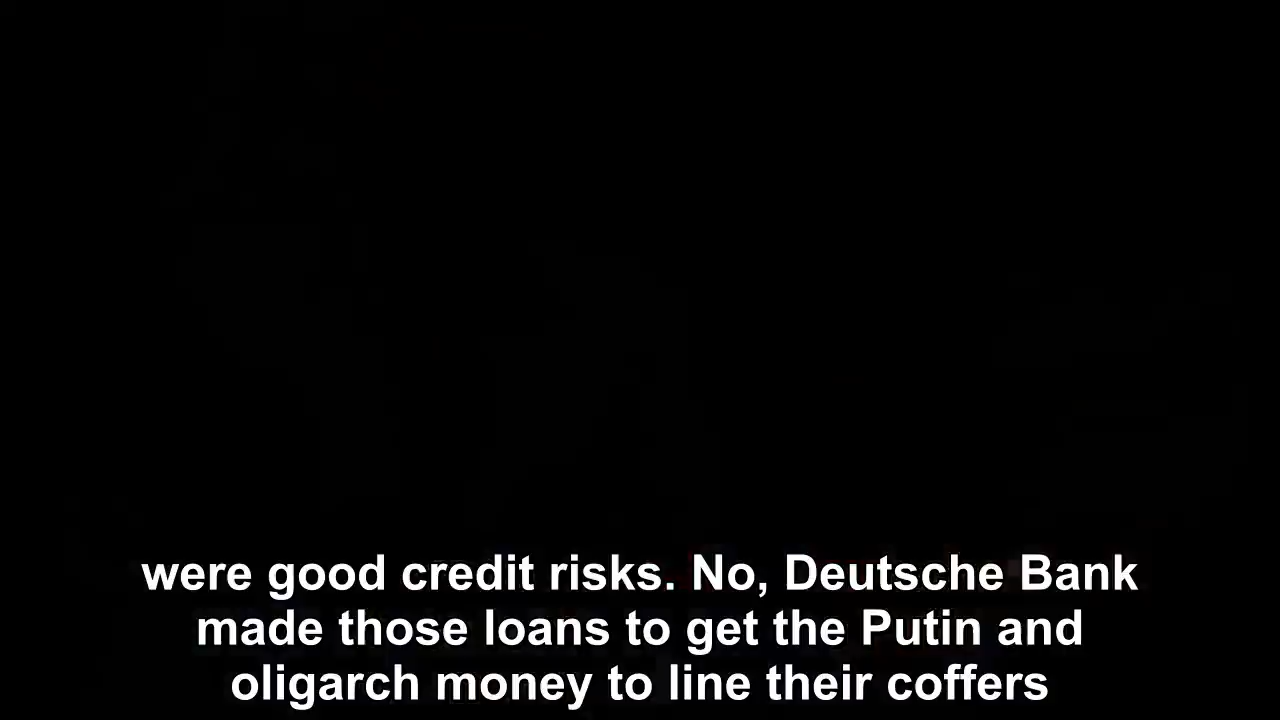 were good credit risks. No, Deutsche Bank
made those loans to get the Putin and
oligarch money to line their coffers